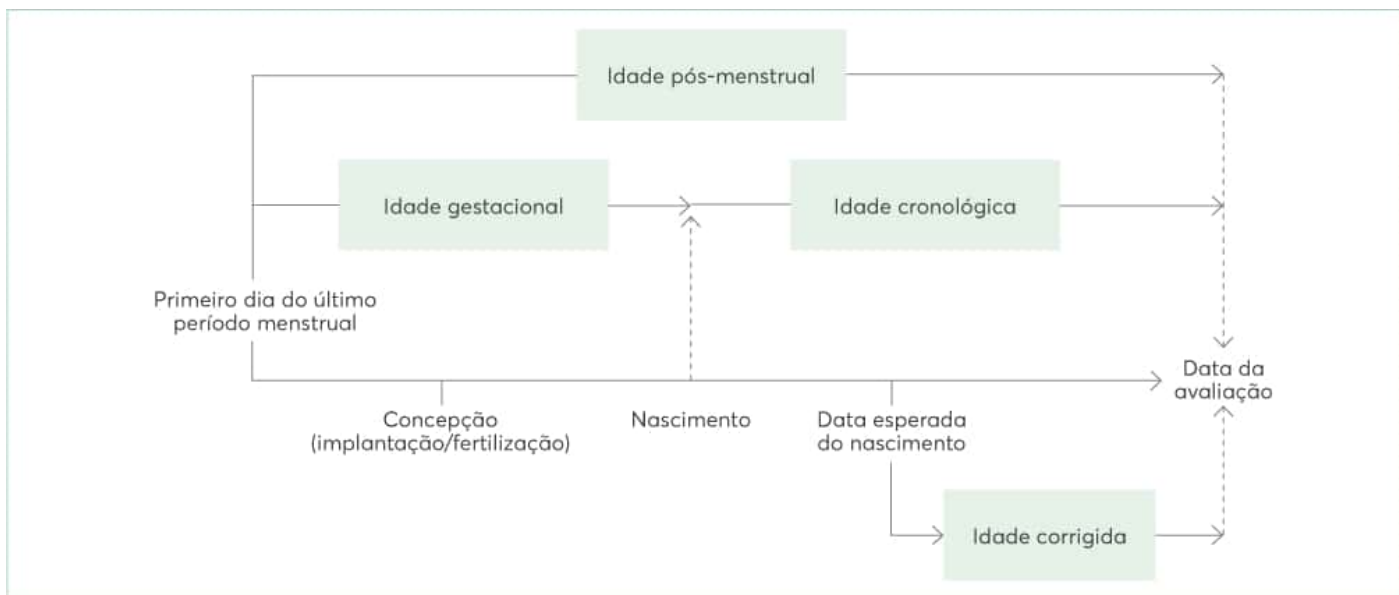 Idade pós-menstrual
Idade gestacional
Idade cronológica
Primeiro dia do último
período menstrual
Data da
avaliação
Concepção
(implantação/fertilização)
Nascimento
Data esperada
do nascimento
Idade corrigida